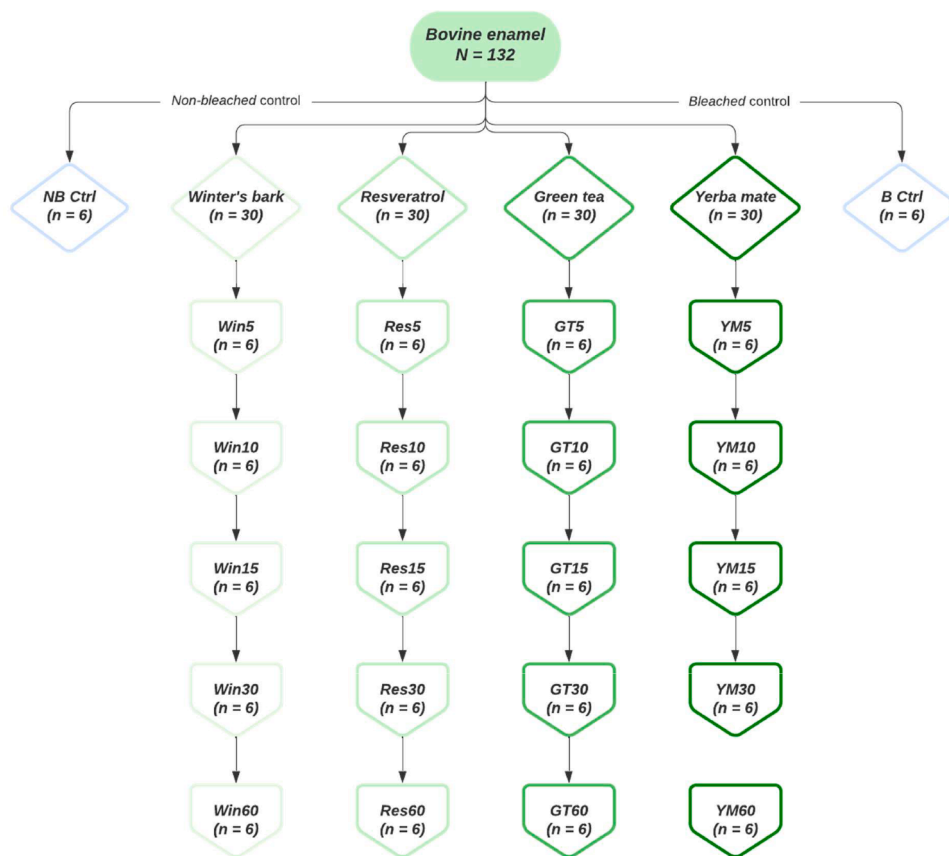 Bovine enamel
N = 132
Non-bleached control
Bleached control
NB Ctrl
(n = 6)
Winter's bark
(n = 30)
Resveratrol
(n = 30)
Green tea
(n = 30)
Yerba mate
(n = 30)
B Ctrl
(n = 6)
Win5
(n = 6)
Res5
(n = 6)
GT5
(n = 6)
YM5
(n = 6)
Win10
(n = 6)
Res10
(n = 6)
GT10
(n = 6)
YM10
(n = 6)
Win15
(n = 6)
Res15
(n = 6)
GT15
(n = 6)
YM15
(n = 6)
Win30
(n = 6)
Res30
(n = 6)
GT30
(n = 6)
YM30
(n = 6)
Win60
(n = 6)
Res60
(n = 6)
GT60
(n = 6)
YM60
(n = 6)